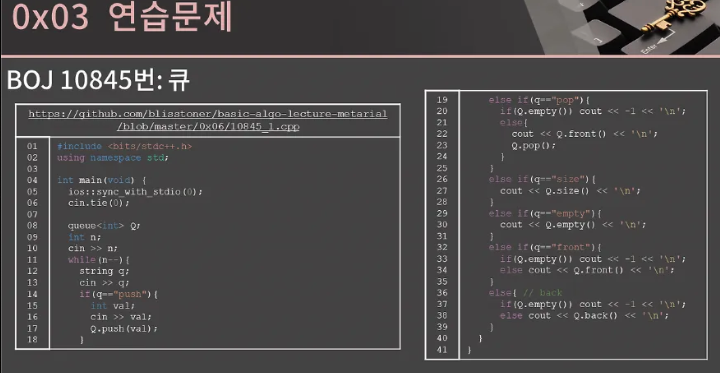 0x03 연습문제
BOJ 10845번: 큐
https://github.com/blisstoner/basic-algo-lecture-metarial
/blob/master/0x06/10845_1.cpp
01 #include <bits/stdc++.h>
02 using namespace std;
03
04 int main(void) {
05 ios::sync_with_stdio(0);
06 cin.tie(0);
07
08 queue<int> Q;
09 int n;
10 cin >> n;
11 while(n--){
12 string q;
13 cin >> q;
14 if(q=="push"){
15 int val;
16 cin >> val;
17 Q.push(val);
18 }
19 else if(q=="pop"){
20 if(Q.empty()) cout << -1 << '\n';
21 else{
22 cout << Q.front() << '\n';
23 Q.pop();
24 }
25 }
26 else if(q=="size"){
27 cout << Q.size() << '\n';
28 }
29 else if(q=="empty"){
30 cout << Q.empty() << '\n';
31 }
32 else if(q=="front"){
33 if(Q.empty()) cout << -1 << '\n';
34 else cout << Q.front() << '\n';
35 }
36 else{ // back
37 if(Q.empty()) cout << -1 << '\n';
38 else cout << Q.back() << '\n';
39 }
40 }
41 }
Enter